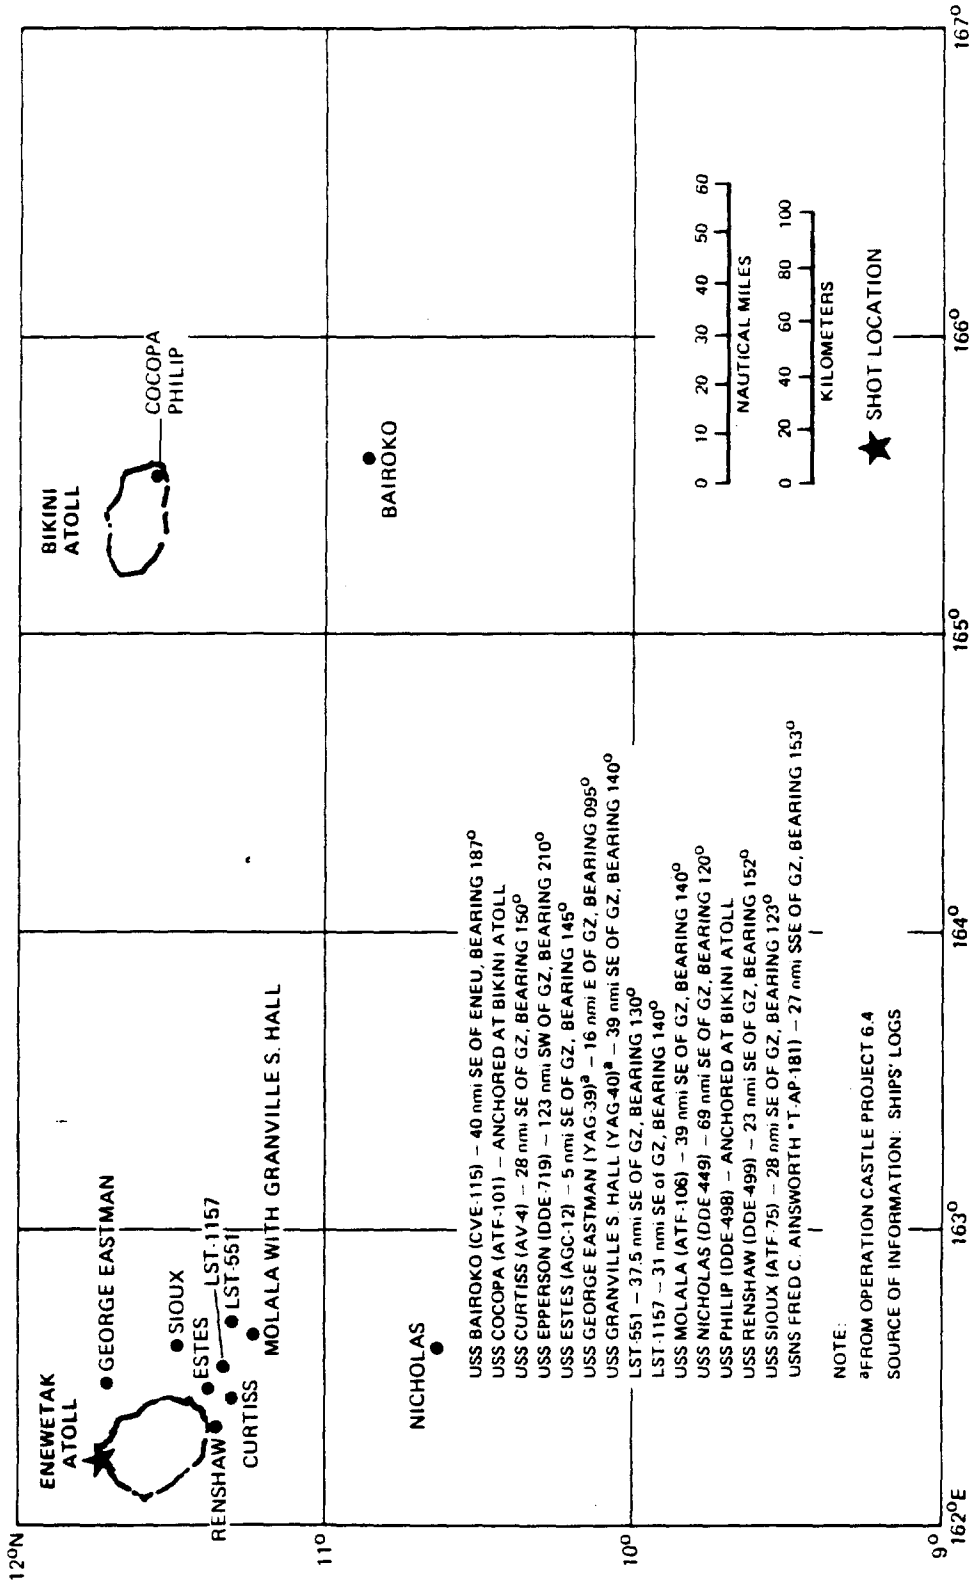 12°N
11°
10°
9°
162°E
163°
164°
165°
166°
167°
ENEWETAK
ATOLL
GEORGE EASTMAN
SIOUX
ESTES
LST-1157
LST-551
RENSHAW
CURTISS
MOLALA WITH GRANVILLE S. HALL
NICHOLAS
BIKINI
ATOLL
COCOPA
PHILIP
BAIROKO
USS BAIROKO (CVE-115) – 40 nmi SE OF ENEU, BEARING 187°
USS COCOPA (ATF-101) – ANCHORED AT BIKINI ATOLL
USS CURTISS (AV-4) – 28 nmi SE OF GZ, BEARING 150°
USS EPPERSON (DDE-719) – 123 nmi SW OF GZ, BEARING 210°
USS ESTES (AGC-12) – 5 nmi SE OF GZ, BEARING 145°
USS GEORGE EASTMAN (YAG-39)ᵃ – 16 nmi E OF GZ, BEARING 095°
USS GRANVILLE S. HALL (YAG-40)ᵃ – 39 nmi SE OF GZ, BEARING 140°
LST-551 – 37.5 nmi SE OF GZ, BEARING 130°
LST-1157 – 31 nmi SE of GZ, BEARING 140°
USS MOLALA (ATF-106) – 39 nmi SE OF GZ, BEARING 140°
USS NICHOLAS (DDE-449) – 69 nmi SE OF GZ, BEARING 120°
USS PHILIP (DDE-498) – ANCHORED AT BIKINI ATOLL
USS RENSHAW (DDE-499) – 23 nmi SE OF GZ, BEARING 152°
USS SIOUX (ATF-75) – 28 nmi SE OF GZ, BEARING 123°
USNS FRED C. AINSWORTH "T-AP-181) – 27 nmi SSE OF GZ, BEARING 153°
NOTE:
ᵃFROM OPERATION CASTLE PROJECT 6.4
SOURCE OF INFORMATION: SHIPS' LOGS
0 10 20 30 40 50 60
NAUTICAL MILES
0 20 40 60 80 100
KILOMETERS
SHOT LOCATION